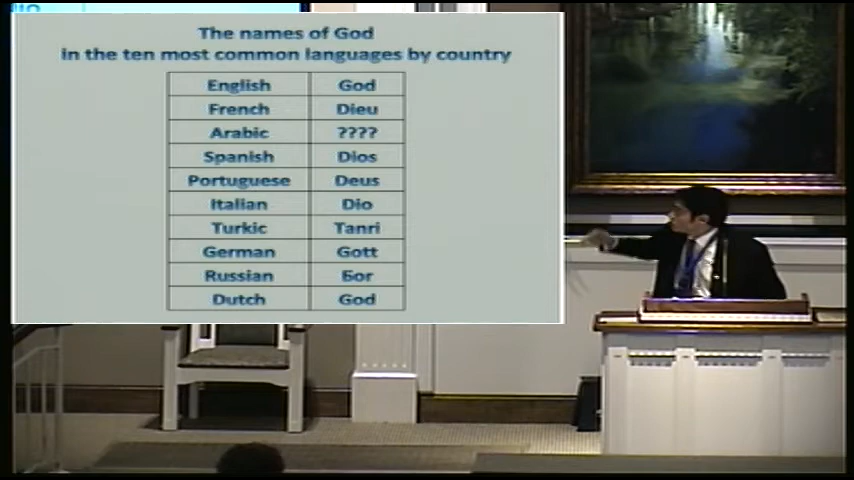 The names of God
in the ten most common languages by country
English God
French Dieu
Arabic ????
Spanish Dios
Portuguese Deus
Italian Dio
Turkic Tanri
German Gott
Russian Бог
Dutch God